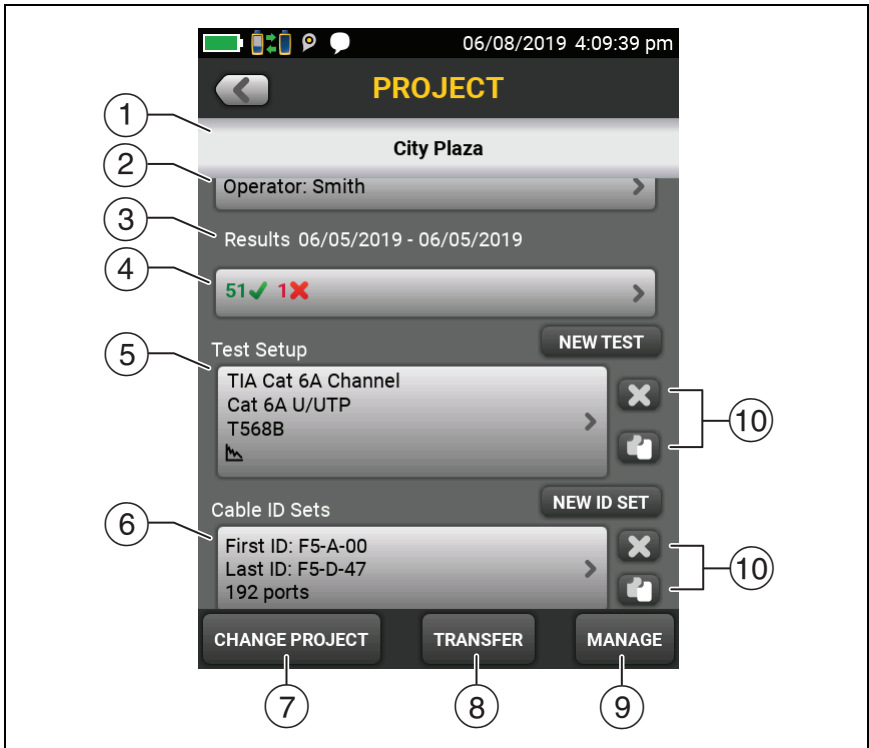 06/08/2019 4:09:39 pm
PROJECT
1
City Plaza
2
Operator: Smith
3
Results 06/05/2019 - 06/05/2019
4
51 1
NEW TEST
5
Test Setup
TIA Cat 6A Channel
Cat 6A U/UTP
T568B
10
NEW ID SET
6
Cable ID Sets
First ID: F5-A-00
Last ID: F5-D-47
192 ports
10
CHANGE PROJECT
TRANSFER
MANAGE
7
8
9